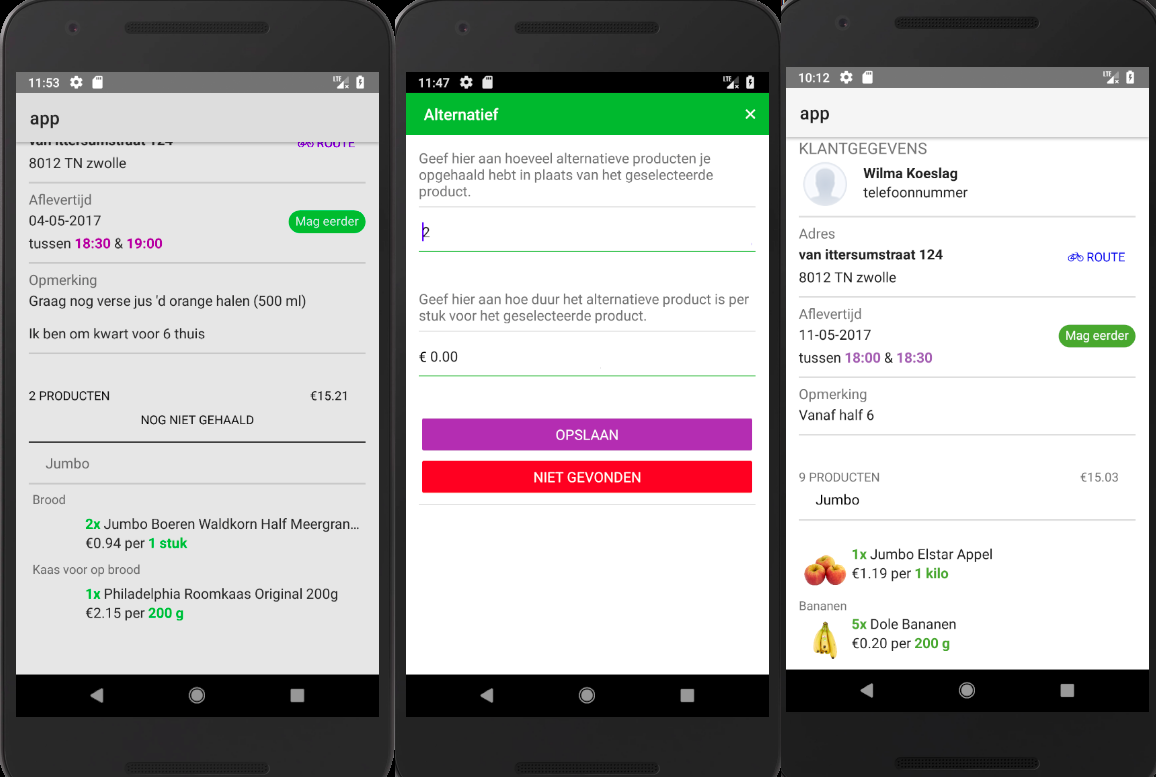 11:53
LTE
app
van ittersumstraat 124
ROUTE
8012 TN zwolle
Aflevertijd
04-05-2017
Mag eerder
tussen 18:30 & 19:00
Opmerking
Graag nog verse jus 'd orange halen (500 ml)
Ik ben om kwart voor 6 thuis
2 PRODUCTEN €15.21
NOG NIET GEHAALD
Jumbo
Brood
2x Jumbo Boeren Waldkorn Half Meergran...
€0.94 per 1 stuk
Kaas voor op brood
1x Philadelphia Roomkaas Original 200g
€2.15 per 200 g
11:47
LTE
Alternatief ×
Geef hier aan hoeveel alternatieve producten je
opgehaald hebt in plaats van het geselecteerde
product.
2
Geef hier aan hoe duur het alternatieve product is per
stuk voor het geselecteerde product.
€ 0.00
OPSLAAN
NIET GEVONDEN
10:12
LTE
app
KLANTGEGEVENS
Wilma Koeslag
telefoonnummer
Adres
van ittersumstraat 124
ROUTE
8012 TN zwolle
Aflevertijd
11-05-2017
Mag eerder
tussen 18:00 & 18:30
Opmerking
Vanaf half 6
9 PRODUCTEN €15.03
Jumbo
1x Jumbo Elstar Appel
€1.19 per 1 kilo
Bananen
5x Dole Bananen
€0.20 per 200 g